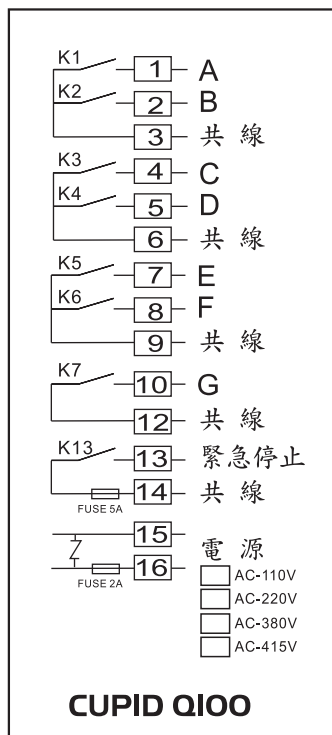 K1 1 A
K2 2 B
3 共線
K3 4 C
K4 5 D
6 共線
K5 7 E
K6 8 F
9 共線
K7 10 G
12 共線
K13 13 緊急停止
14 共線
FUSE 5A
15
電源
16
FUSE 2A
AC-110V
AC-220V
AC-380V
AC-415V
CUPID Q100